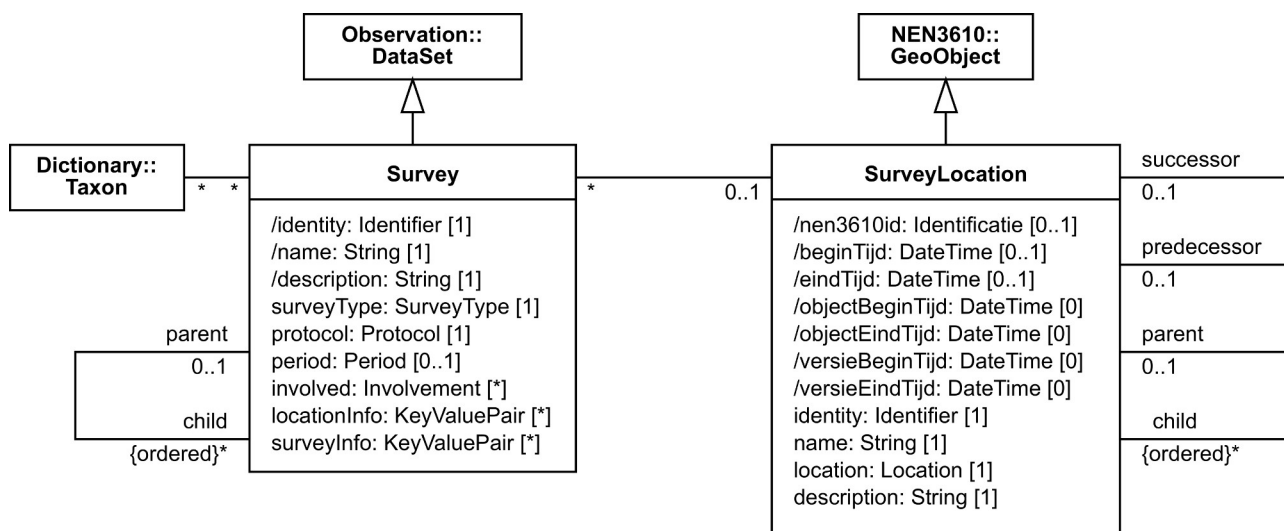 Observation::
DataSet
NEN3610::
GeoObject
Dictionary::
Taxon
* *
Survey
* 0..1
SurveyLocation
successor
0..1
/identity: Identifier [1]
/name: String [1]
/description: String [1]
surveyType: SurveyType [1]
protocol: Protocol [1]
period: Period [0..1]
involved: Involvement [*]
locationInfo: KeyValuePair [*]
surveyInfo: KeyValuePair [*]
parent
0..1
child
{ordered}*
/nen3610id: Identificatie [0..1]
/beginTijd: DateTime [0..1]
/eindTijd: DateTime [0..1]
/objectBeginTijd: DateTime [0]
/objectEindTijd: DateTime [0]
/versieBeginTijd: DateTime [0]
/versieEindTijd: DateTime [0]
identity: Identifier [1]
name: String [1]
location: Location [1]
description: String [1]
predecessor
0..1
parent
0..1
child
{ordered}*